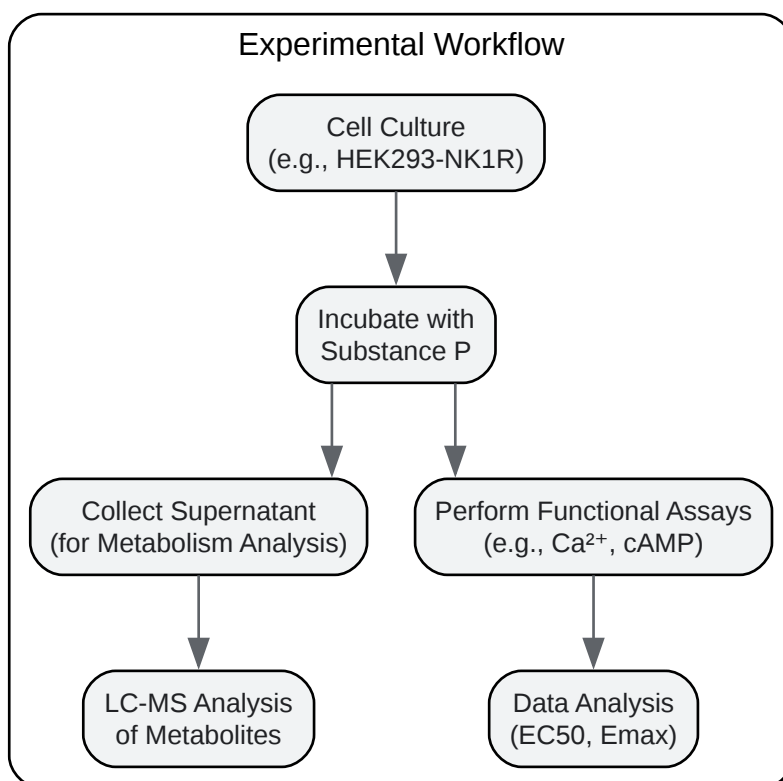 Experimental Workflow
Cell Culture
(e.g., HEK293-NK1R)
Incubate with
Substance P
Collect Supernatant
(for Metabolism Analysis)
Perform Functional Assays
(e.g., Ca²⁺, cAMP)
LC-MS Analysis
of Metabolites
Data Analysis
(EC50, Emax)